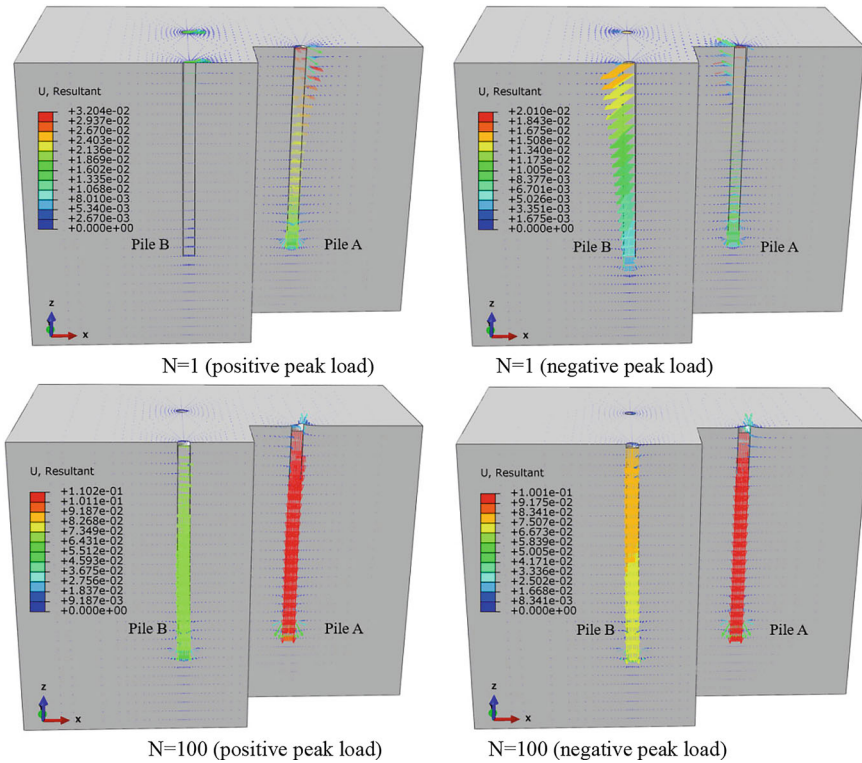 U, Resultant
+3.204e-02
+2.937e-02
+2.670e-02
+2.403e-02
+2.136e-02
+1.869e-02
+1.602e-02
+1.335e-02
+1.068e-02
+8.010e-03
+5.340e-03
+2.670e-03
+0.000e+00
Pile B
Pile A
z
x
N=1 (positive peak load)
U, Resultant
+2.010e-02
+1.843e-02
+1.675e-02
+1.508e-02
+1.340e-02
+1.173e-02
+1.005e-02
+8.377e-03
+6.701e-03
+5.026e-03
+3.351e-03
+1.675e-03
+0.000e+00
Pile B
Pile A
z
x
N=1 (negative peak load)
U, Resultant
+1.102e-01
+1.011e-01
+9.187e-02
+8.268e-02
+7.349e-02
+6.431e-02
+5.512e-02
+4.593e-02
+3.675e-02
+2.756e-02
+1.837e-02
+9.187e-03
+0.000e+00
Pile B
Pile A
z
x
N=100 (positive peak load)
U, Resultant
+1.001e-01
+9.175e-02
+8.341e-02
+7.507e-02
+6.673e-02
+5.839e-02
+5.005e-02
+4.171e-02
+3.336e-02
+2.502e-02
+1.668e-02
+8.341e-03
+0.000e+00
Pile B
Pile A
z
x
N=100 (negative peak load)